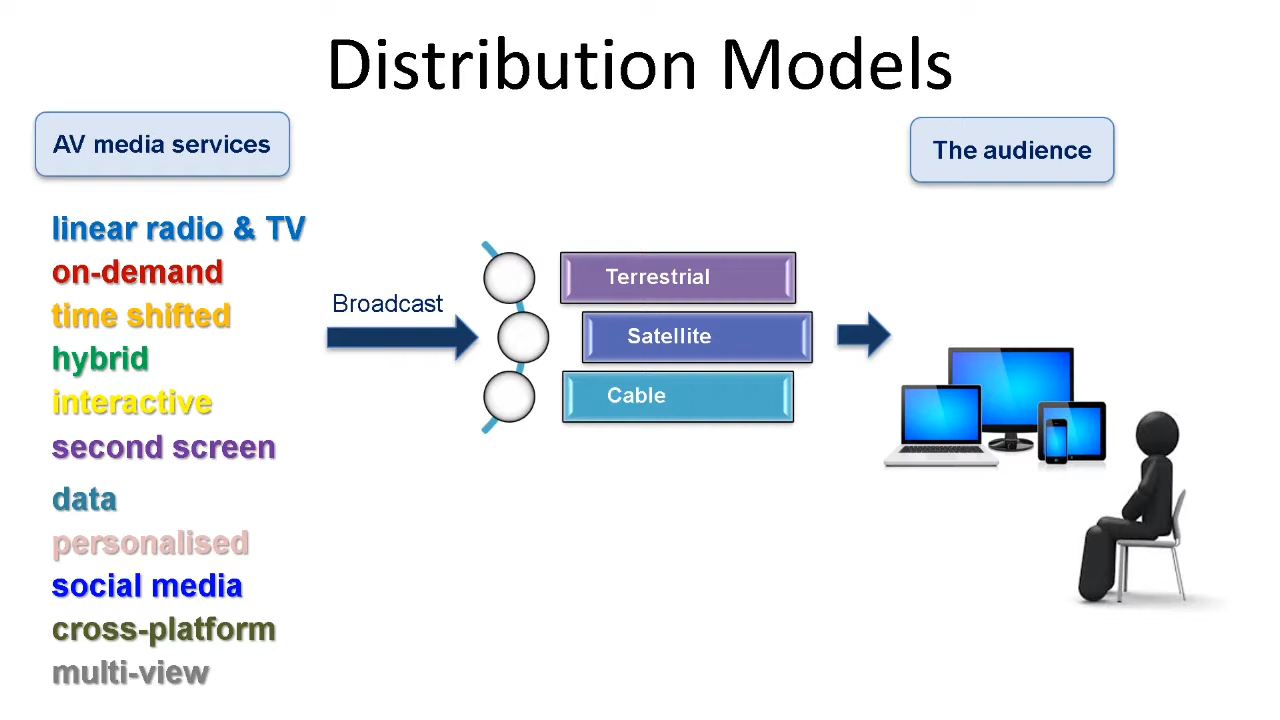 Distribution Models
AV media services
The audience
linear radio & TV
on-demand
time shifted
hybrid
interactive
second screen
data
personalised
social media
cross-platform
multi-view
Broadcast
Terrestrial
Satellite
Cable